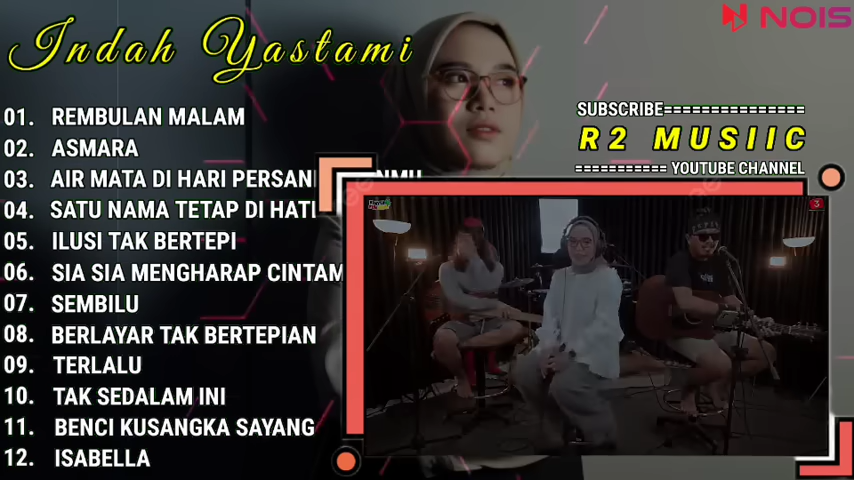 Indah Yastami
NOIS
01. REMBULAN MALAM
02. ASMARA
03. AIR MATA DI HARI
04. SATU NAMA TETAP DI HATI
05. ILUSI TAK BERTEPI
06. SIA SIA MENGHARAP
07. SEMBILU
08. BERLAYAR TAK BERTEPIAN
09. TERLALU
10. TAK SEDALAM INI
11. BENCI KUSANGKA SAYANG
12. ISABELLA
SUBSCRIBE===============
R2 MUSIIC
=========== YOUTUBE CHANNEL
3